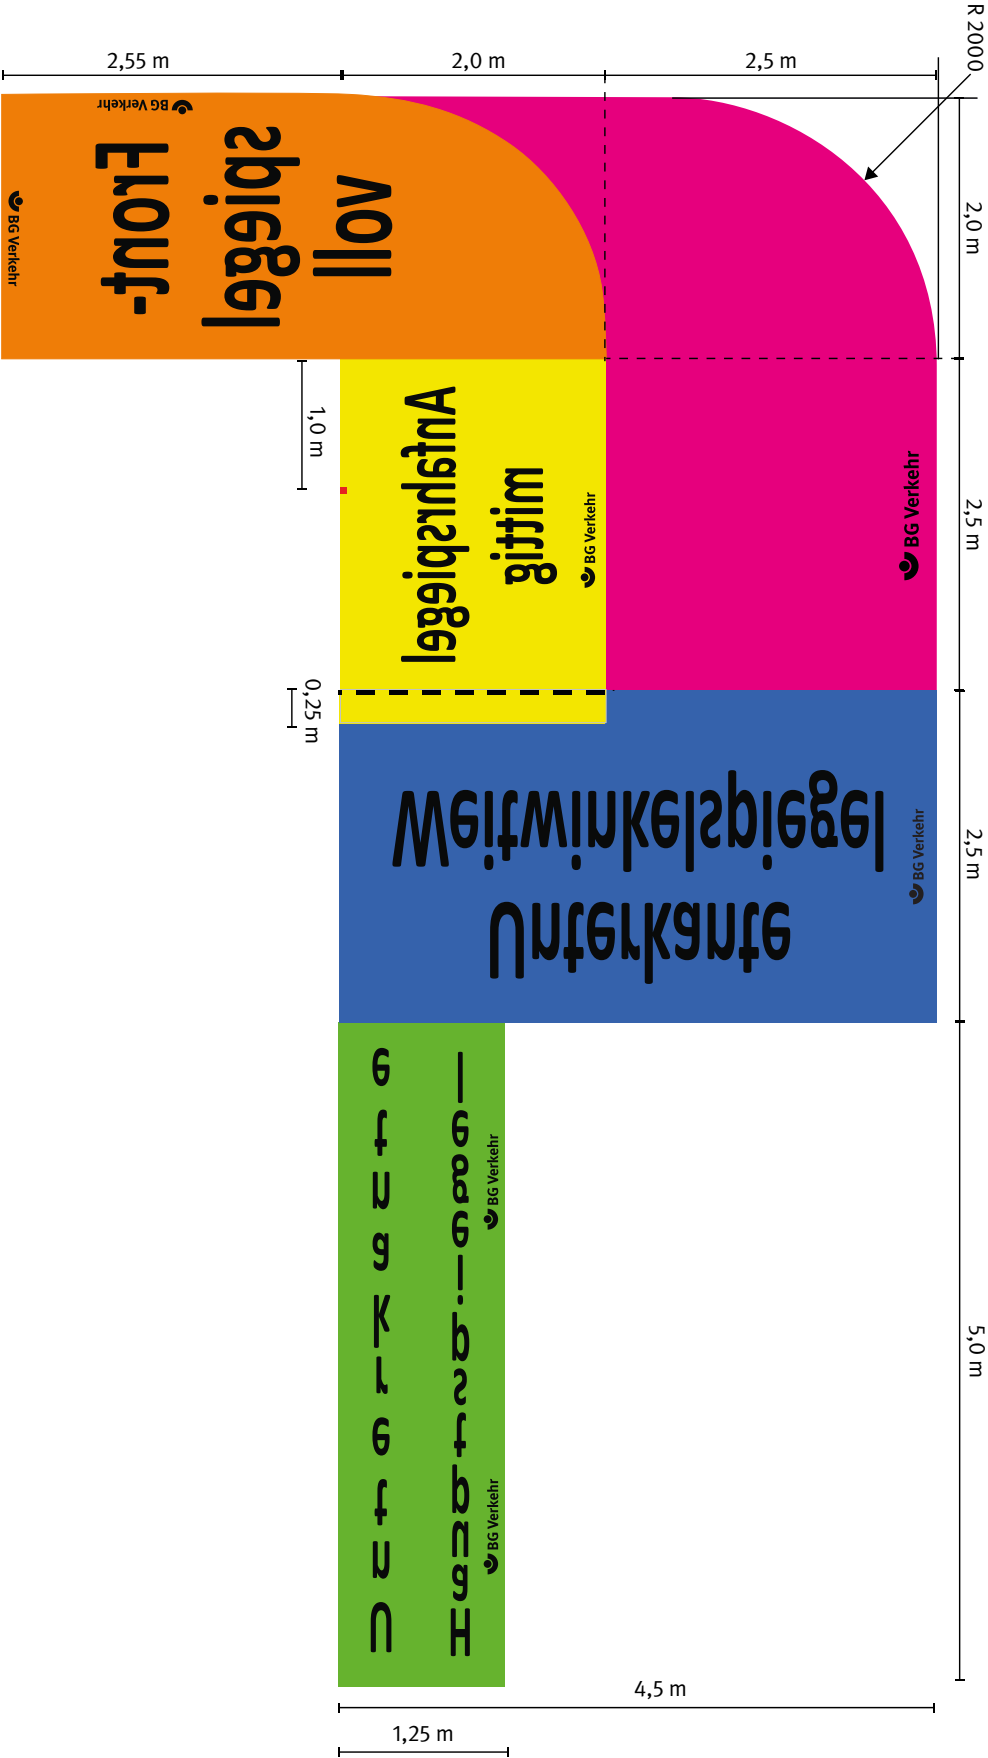 R 2000
2,55 m
2,0 m
2,5 m
BG Verkehr
BG Verkehr
Front-
spiegel
voll
2,0 m
1,0 m
Anfahrspiegel
mittig
BG Verkehr
BG Verkehr
2,5 m
0,25 m
Weitwinkelspiegel
Unterkante
BG Verkehr
2,5 m
Hauptspiegel
Unterkante
BG Verkehr
BG Verkehr
5,0 m
4,5 m
1,25 m